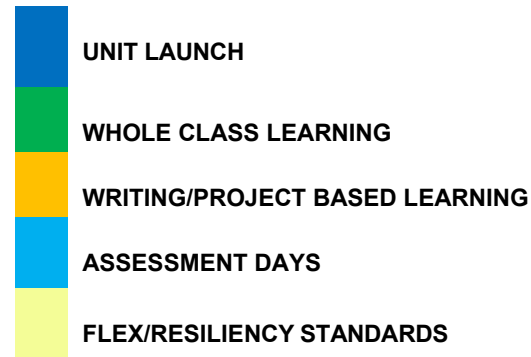 UNIT LAUNCH
WHOLE CLASS LEARNING
WRITING/PROJECT BASED LEARNING
ASSESSMENT DAYS
FLEX/RESILIENCY STANDARDS